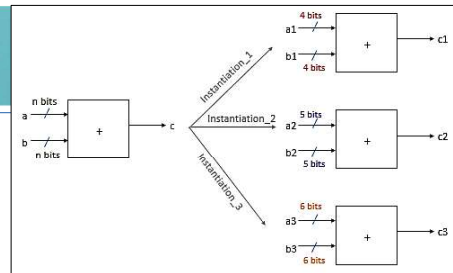 n bits
a
b
n bits
+
c
Instantiation_1
Instantiation_2
Instantiation_3
4 bits
a1
b1
4 bits
+
c1
5 bits
a2
b2
5 bits
+
c2
6 bits
a3
b3
6 bits
+
c3